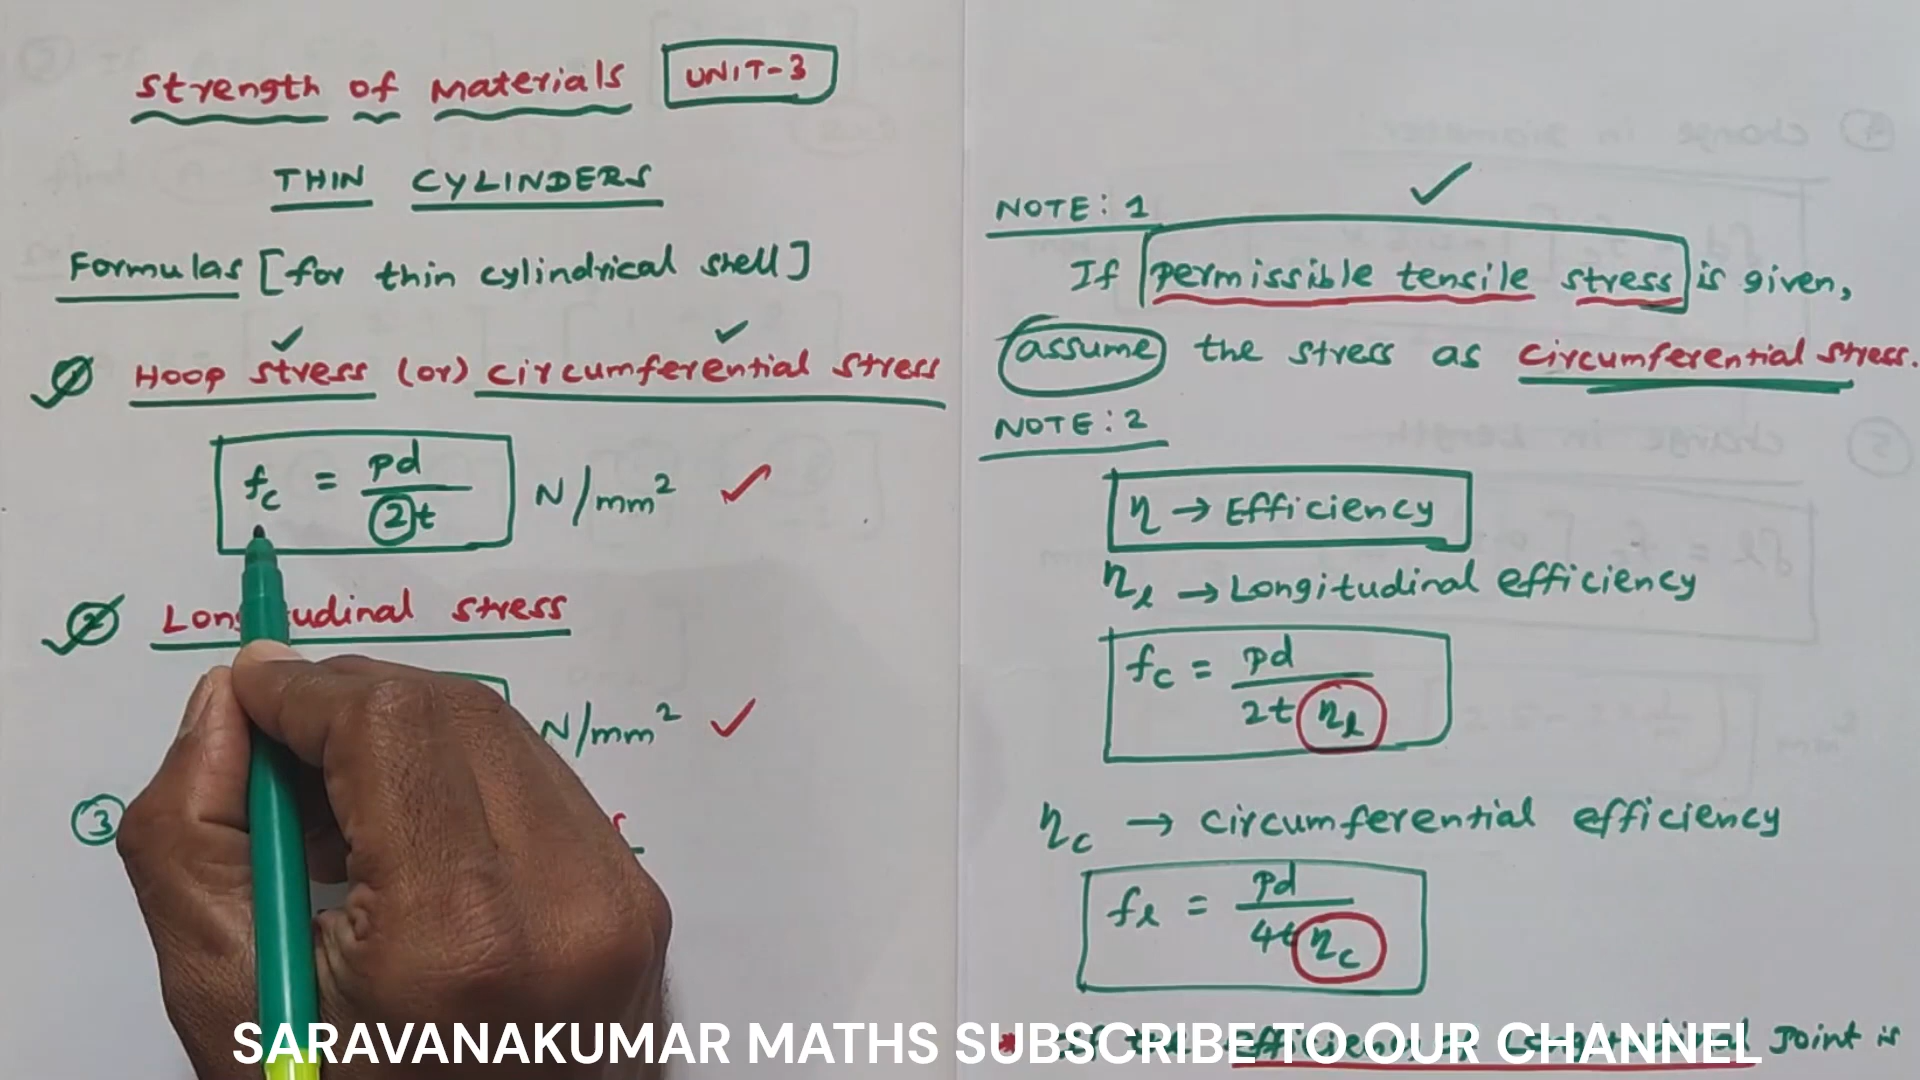 Strength of Materials UNIT-3
THIN CYLINDERS
Formulas [for thin cylindrical shell]
1 Hoop stress (or) circumferential stress
fc = pd / 2t N/mm²
2 Longitudinal stress
N/mm²
3
NOTE: 1
If permissible tensile stress is given,
assume the stress as circumferential stress.
NOTE: 2
η → Efficiency
ηl → Longitudinal efficiency
fc = pd / 2t ηl
ηc → circumferential efficiency
fl = pd / 4t ηc
Joint is
SARAVANAKUMAR MATHS SUBSCRIBE TO OUR CHANNEL